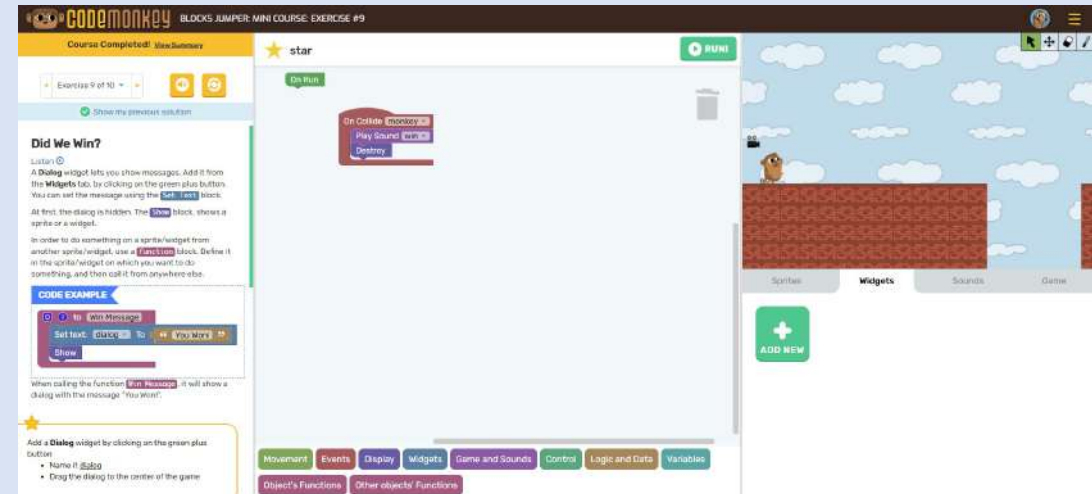 CODEMONKEY BLOCKS JUMPER: MINI COURSE: EXERCISE #9
Course Completed! View Summary
Exercise 9 of 10
Show my previous solution
Did We Win?
Listen
A Dialog widget lets you show messages. Add it from
the Widgets tab, by clicking on the green plus button.
You can set the message using the Set Text block.
At first, the dialog is hidden. The Show block, shows a
sprite or a widget.
In order to do something on a sprite/widget from
another sprite/widget, use a function block. Define it
in the sprite/widget on which you want to do
something, and then call it from anywhere else.
CODE EXAMPLE
to Win Message
Set text: dialog To “ You Won! ”
Show
When calling the function Win Message, it will show a
dialog with the message "You Won!".
Add a Dialog widget by clicking on the green plus
button
• Name it dialog
• Drag the dialog to the center of the game
star
RUN!
On Run
On Collide monkey
Play Sound win
Destroy
Movement Events Display Widgets Game and Sounds Control Logic and Data Variables
Object's Functions Other objects' Functions
Sprites Widgets Sounds Game
ADD NEW